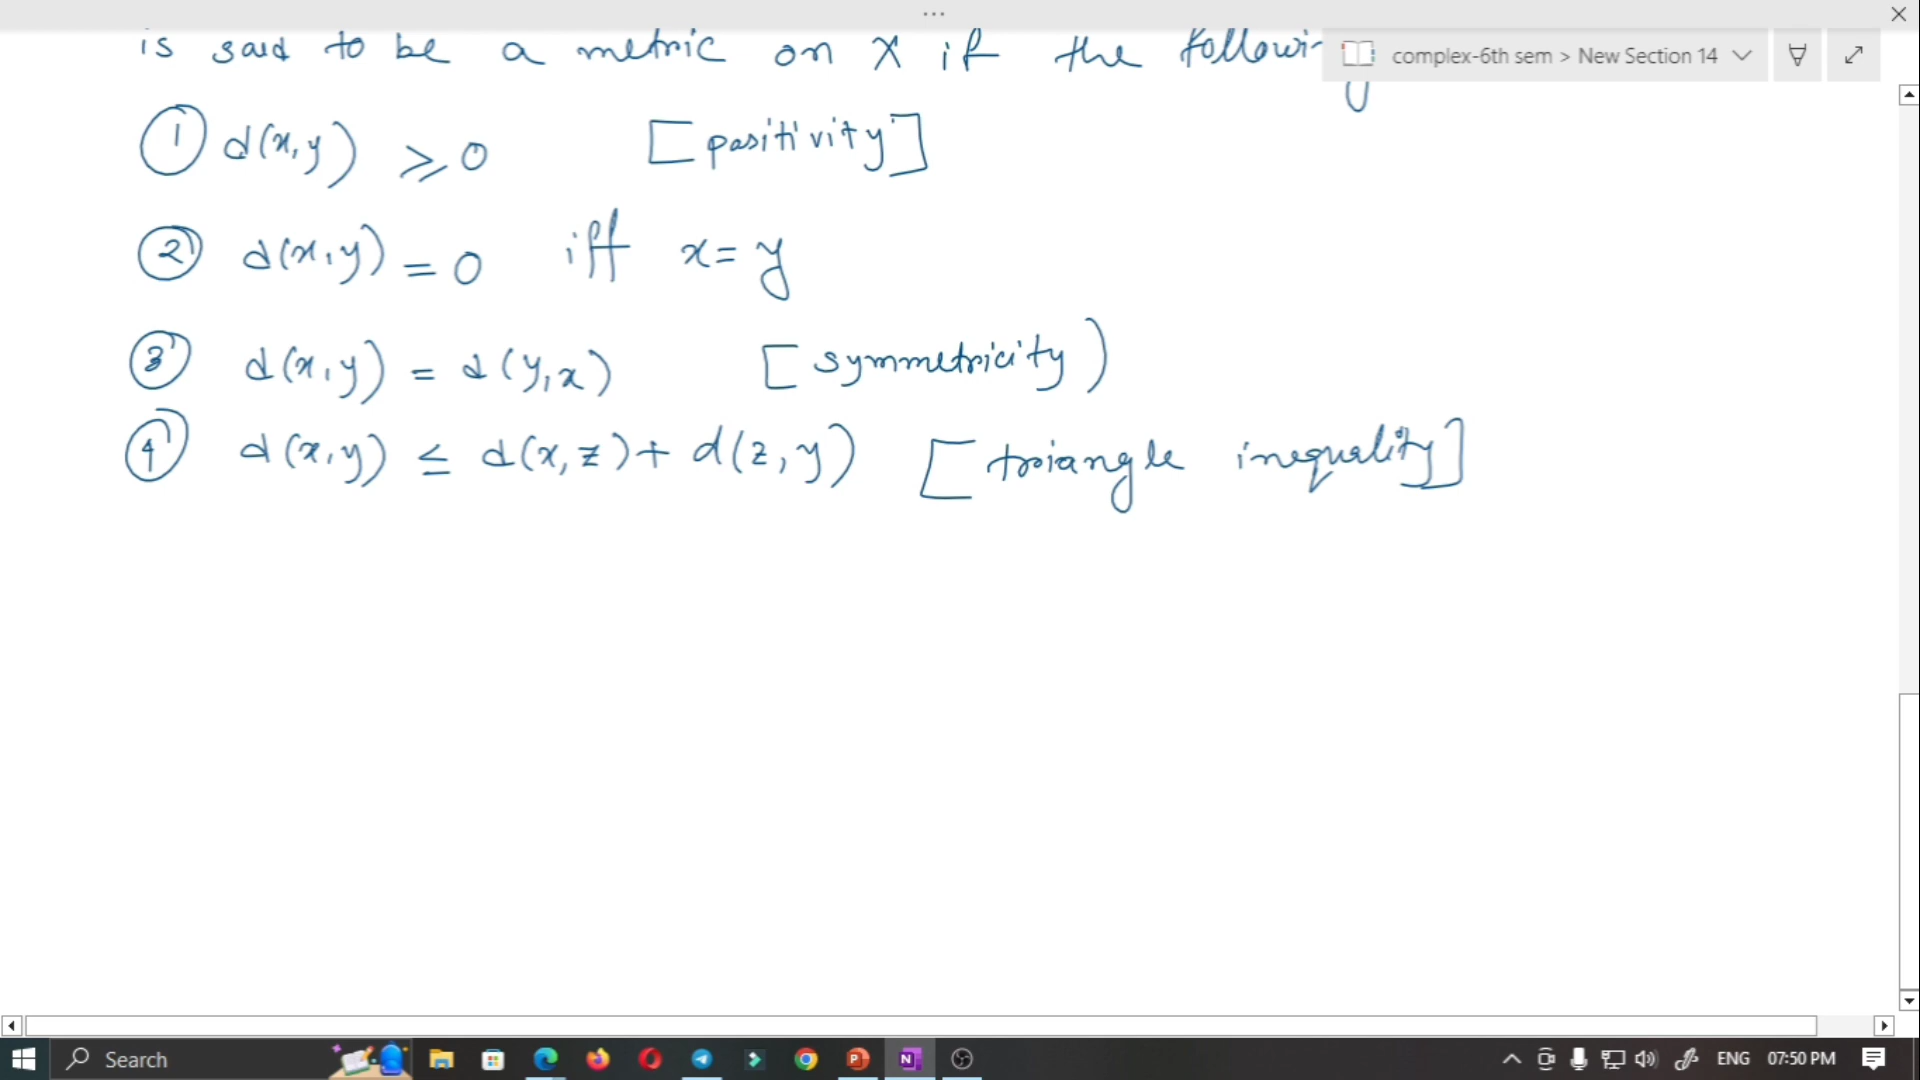 ...
is said to be a metric on X if the followi
complex-6th sem > New Section 14
① d(x,y) ⩾ 0 [positivity]
② d(x,y) = 0 iff x = y
③ d(x,y) = d(y,x) [symmetricity)
④ d(x,y) ≤ d(x,z) + d(z,y) [triangle inequality]
Search
ENG 07:50 PM